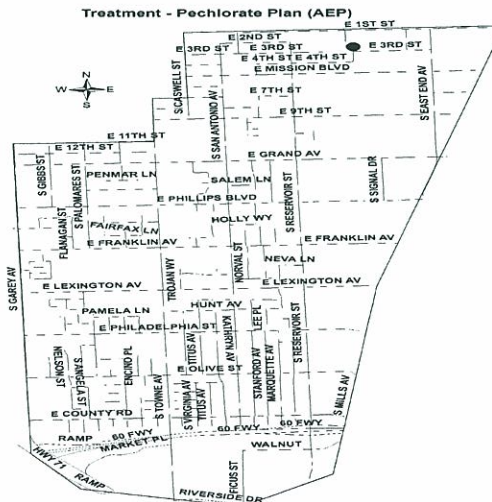 Treatment - Pechlorate Plan (AEP)
E 1ST ST
E 2ND ST
E 3RD ST
E 3RD ST
E 3RD ST
E 4TH ST
E 4TH ST
E MISSION BLVD
N
W
E
S
S CASWELL ST
S SAN ANTONIO AV
S EAST END AV
E 7TH ST
E 9TH ST
E 11TH ST
E 12TH ST
E GRAND AV
S GIBBS ST
S PALOMARES ST
PENMAR LN
SALEM LN
S RESERVOIR ST
S SIGNAL DR
E PHILLIPS BLVD
FLANAGAN ST
FAIRFAX LN
HOLLY WY
E FRANKLIN AV
E FRANKLIN AV
NORVAL ST
NEVA LN
S GAREY AV
TROJAN WY
E LEXINGTON AV
E LEXINGTON AV
PAMELA LN
HUNT AV
E PHILADELPHIA ST
KATHRYN AV
LEE PL
S RESERVOIR ST
NELSON ST
S ANGELA ST
ENCINO PL
TITUS AV
E OLIVE ST
STANFORD AV
MARQUETTE AV
S TOWNE AV
S VIRGINIA AV
TITUS AV
S MILLS AV
E COUNTY RD
RAMP
60 FWY
60 FWY
60 FWY
MARKET PL
WALNUT
HWY 71
RAMP
FICUS ST
RIVERSIDE DR